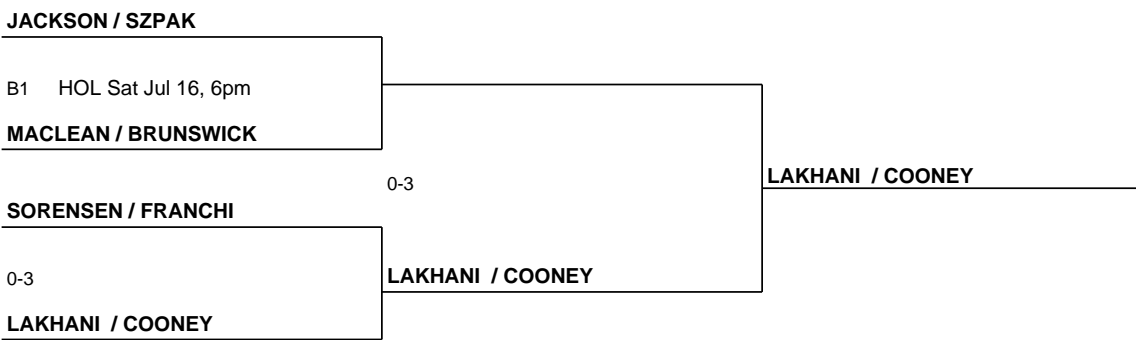 JACKSON / SZPAK
B1 HOL Sat Jul 16, 6pm
MACLEAN / BRUNSWICK
0-3
LAKHANI / COONEY
SORENSEN / FRANCHI
0-3
LAKHANI / COONEY
LAKHANI / COONEY